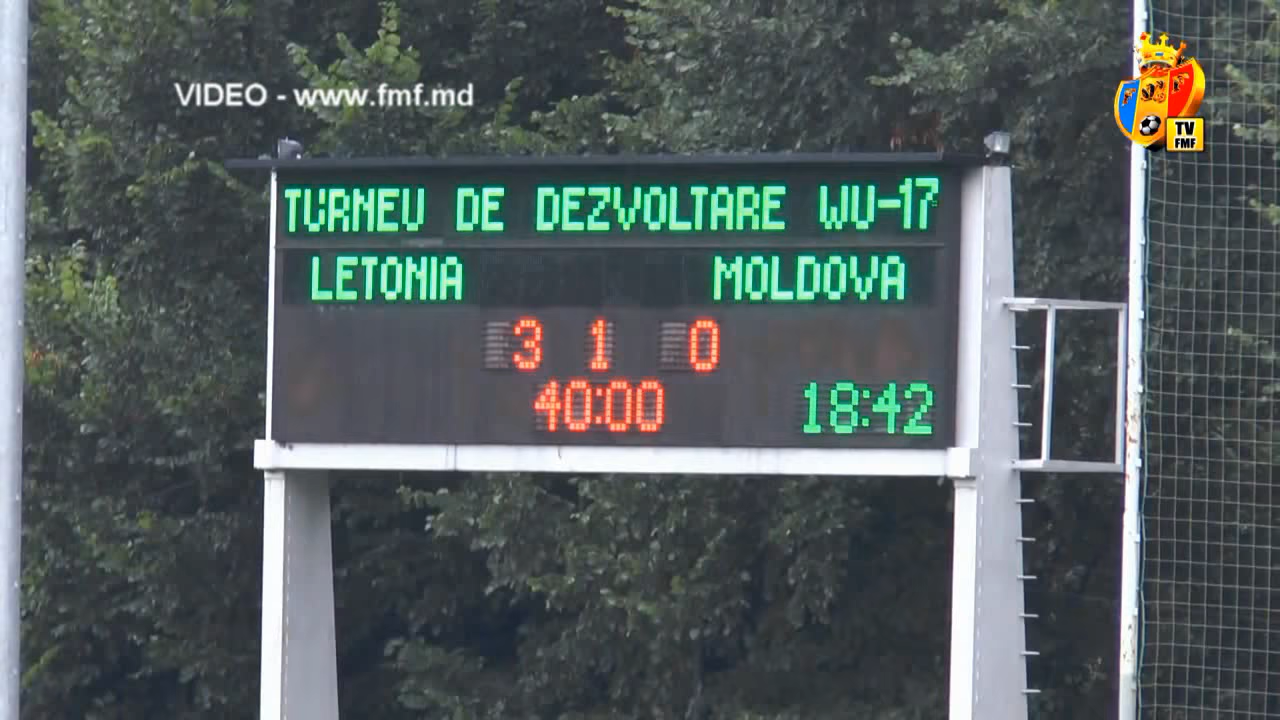 VIDEO - www.fmf.md
TV
FMF
TURNEU DE DEZVOLTARE WU-17
LETONIA MOLDOVA
3 1 0
40:00 18:42